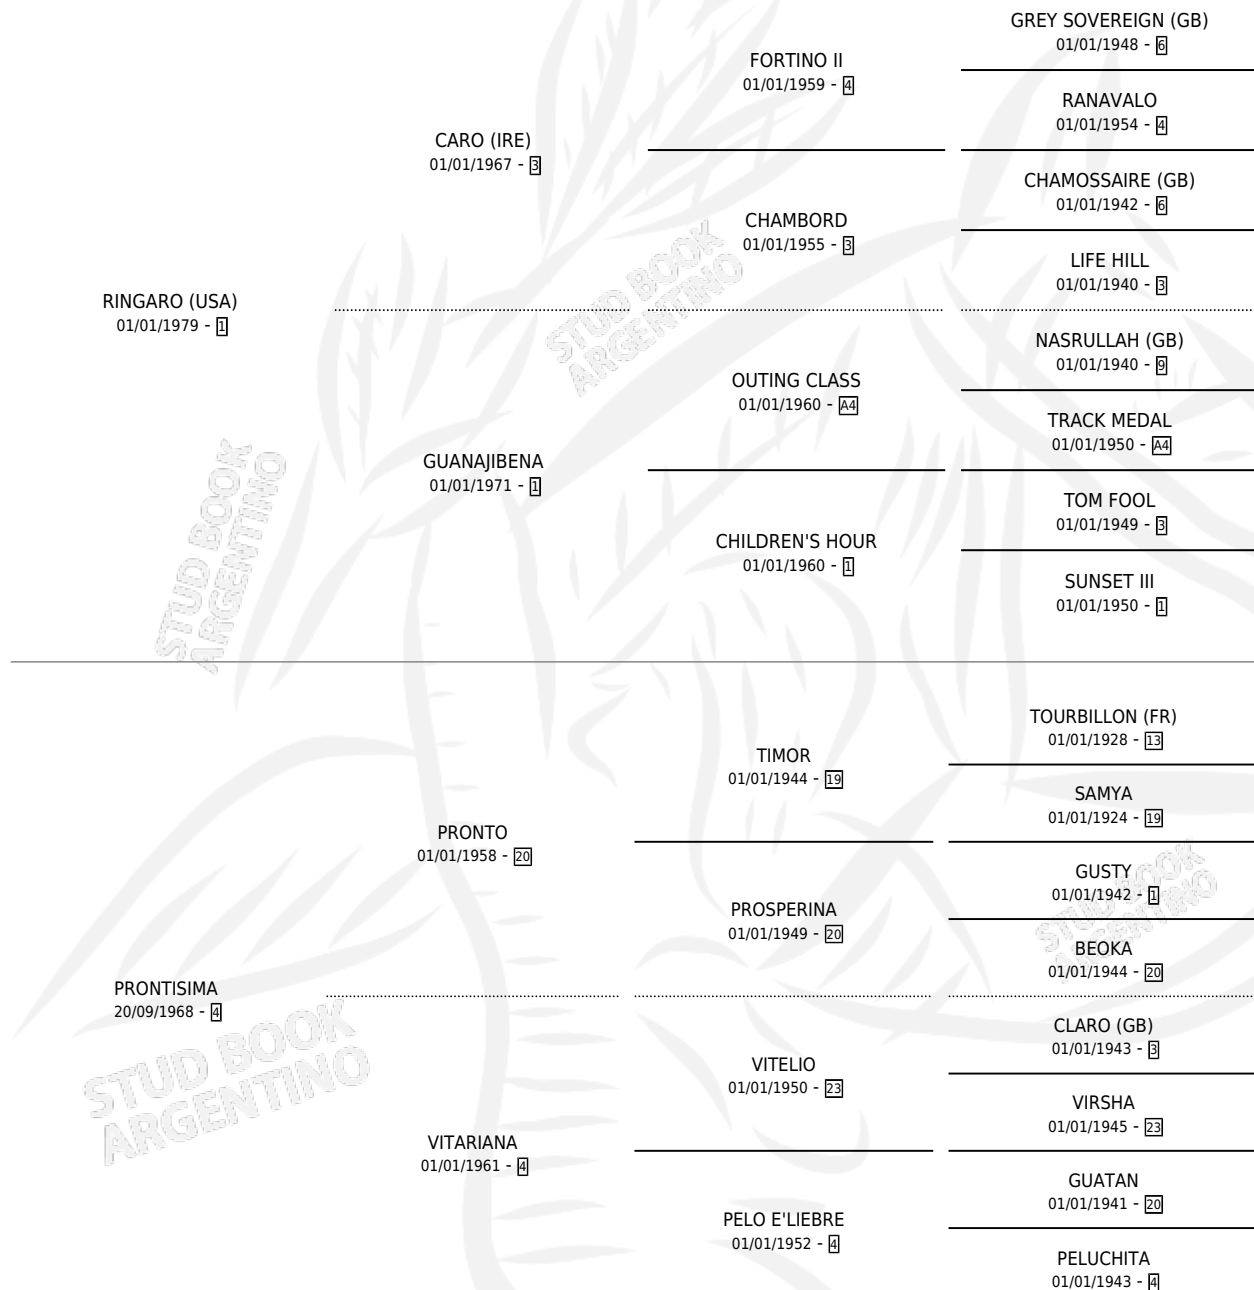 GREY SOVEREIGN (GB)
01/01/1948 - 6
FORTINO II
01/01/1959 - 4
RANAVALO
01/01/1954 - 4
CARO (IRE)
01/01/1967 - 3
CHAMOSSAIRE (GB)
01/01/1942 - 6
CHAMBORD
01/01/1955 - 3
LIFE HILL
01/01/1940 - 3
RINGARO (USA)
01/01/1979 - 1
NASRULLAH (GB)
01/01/1940 - 9
OUTING CLASS
01/01/1960 - A4
TRACK MEDAL
01/01/1950 - A4
GUANAJIBENA
01/01/1971 - 1
TOM FOOL
01/01/1949 - 3
CHILDREN'S HOUR
01/01/1960 - 1
SUNSET III
01/01/1950 - 1
TOURBILLON (FR)
01/01/1928 - 13
TIMOR
01/01/1944 - 19
SAMYA
01/01/1924 - 19
PRONTO
01/01/1958 - 20
GUSTY
01/01/1942 - 1
PROSPERINA
01/01/1949 - 20
BEOKA
01/01/1944 - 20
PRONTISIMA
20/09/1968 - 4
CLARO (GB)
01/01/1943 - 3
VITELIO
01/01/1950 - 23
VIRSHA
01/01/1945 - 23
VITARIANA
01/01/1961 - 4
GUATAN
01/01/1941 - 20
PELO E'LIEBRE
01/01/1952 - 4
PELUCHITA
01/01/1943 - 4
STUD BOOK
ARGENTINO
STUD BOOK
ARGENTINO
STUD BOOK
ARGENTINO
STUD BOOK
ARGENTINO